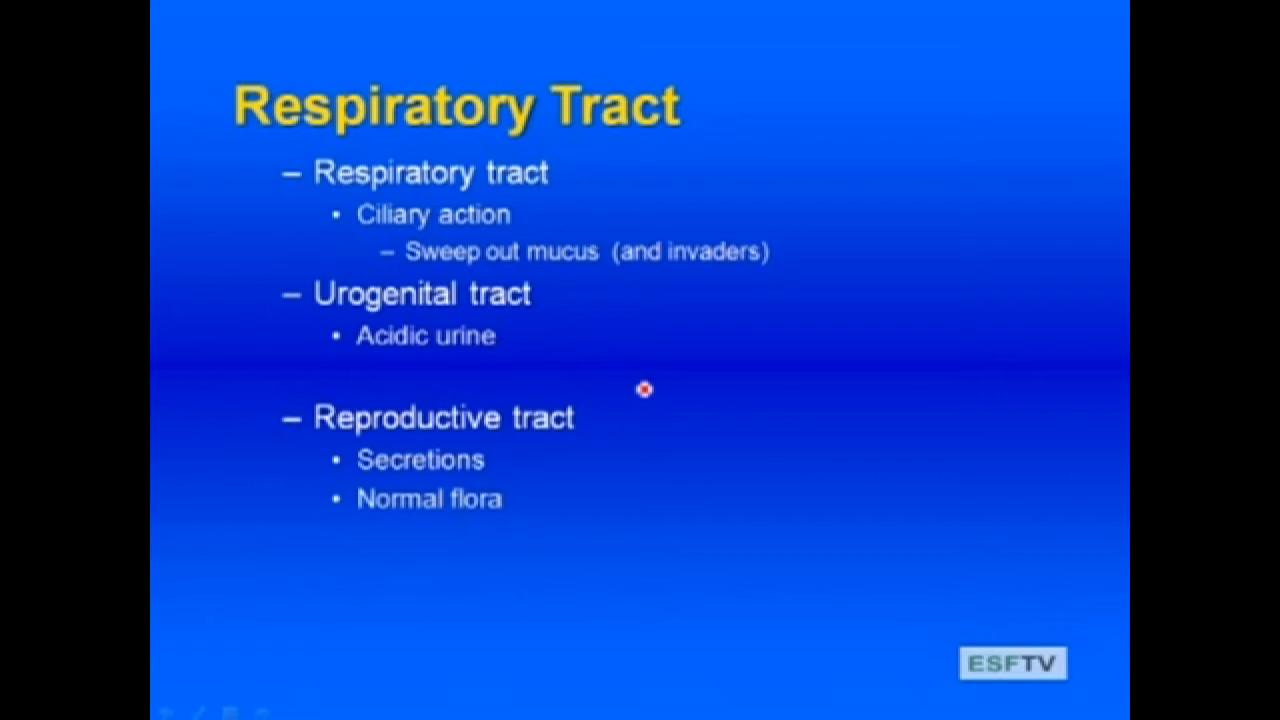 Respiratory Tract
– Respiratory tract
• Ciliary action
– Sweep out mucus (and invaders)
– Urogenital tract
• Acidic urine
– Reproductive tract
• Secretions
• Normal flora
ESFTV